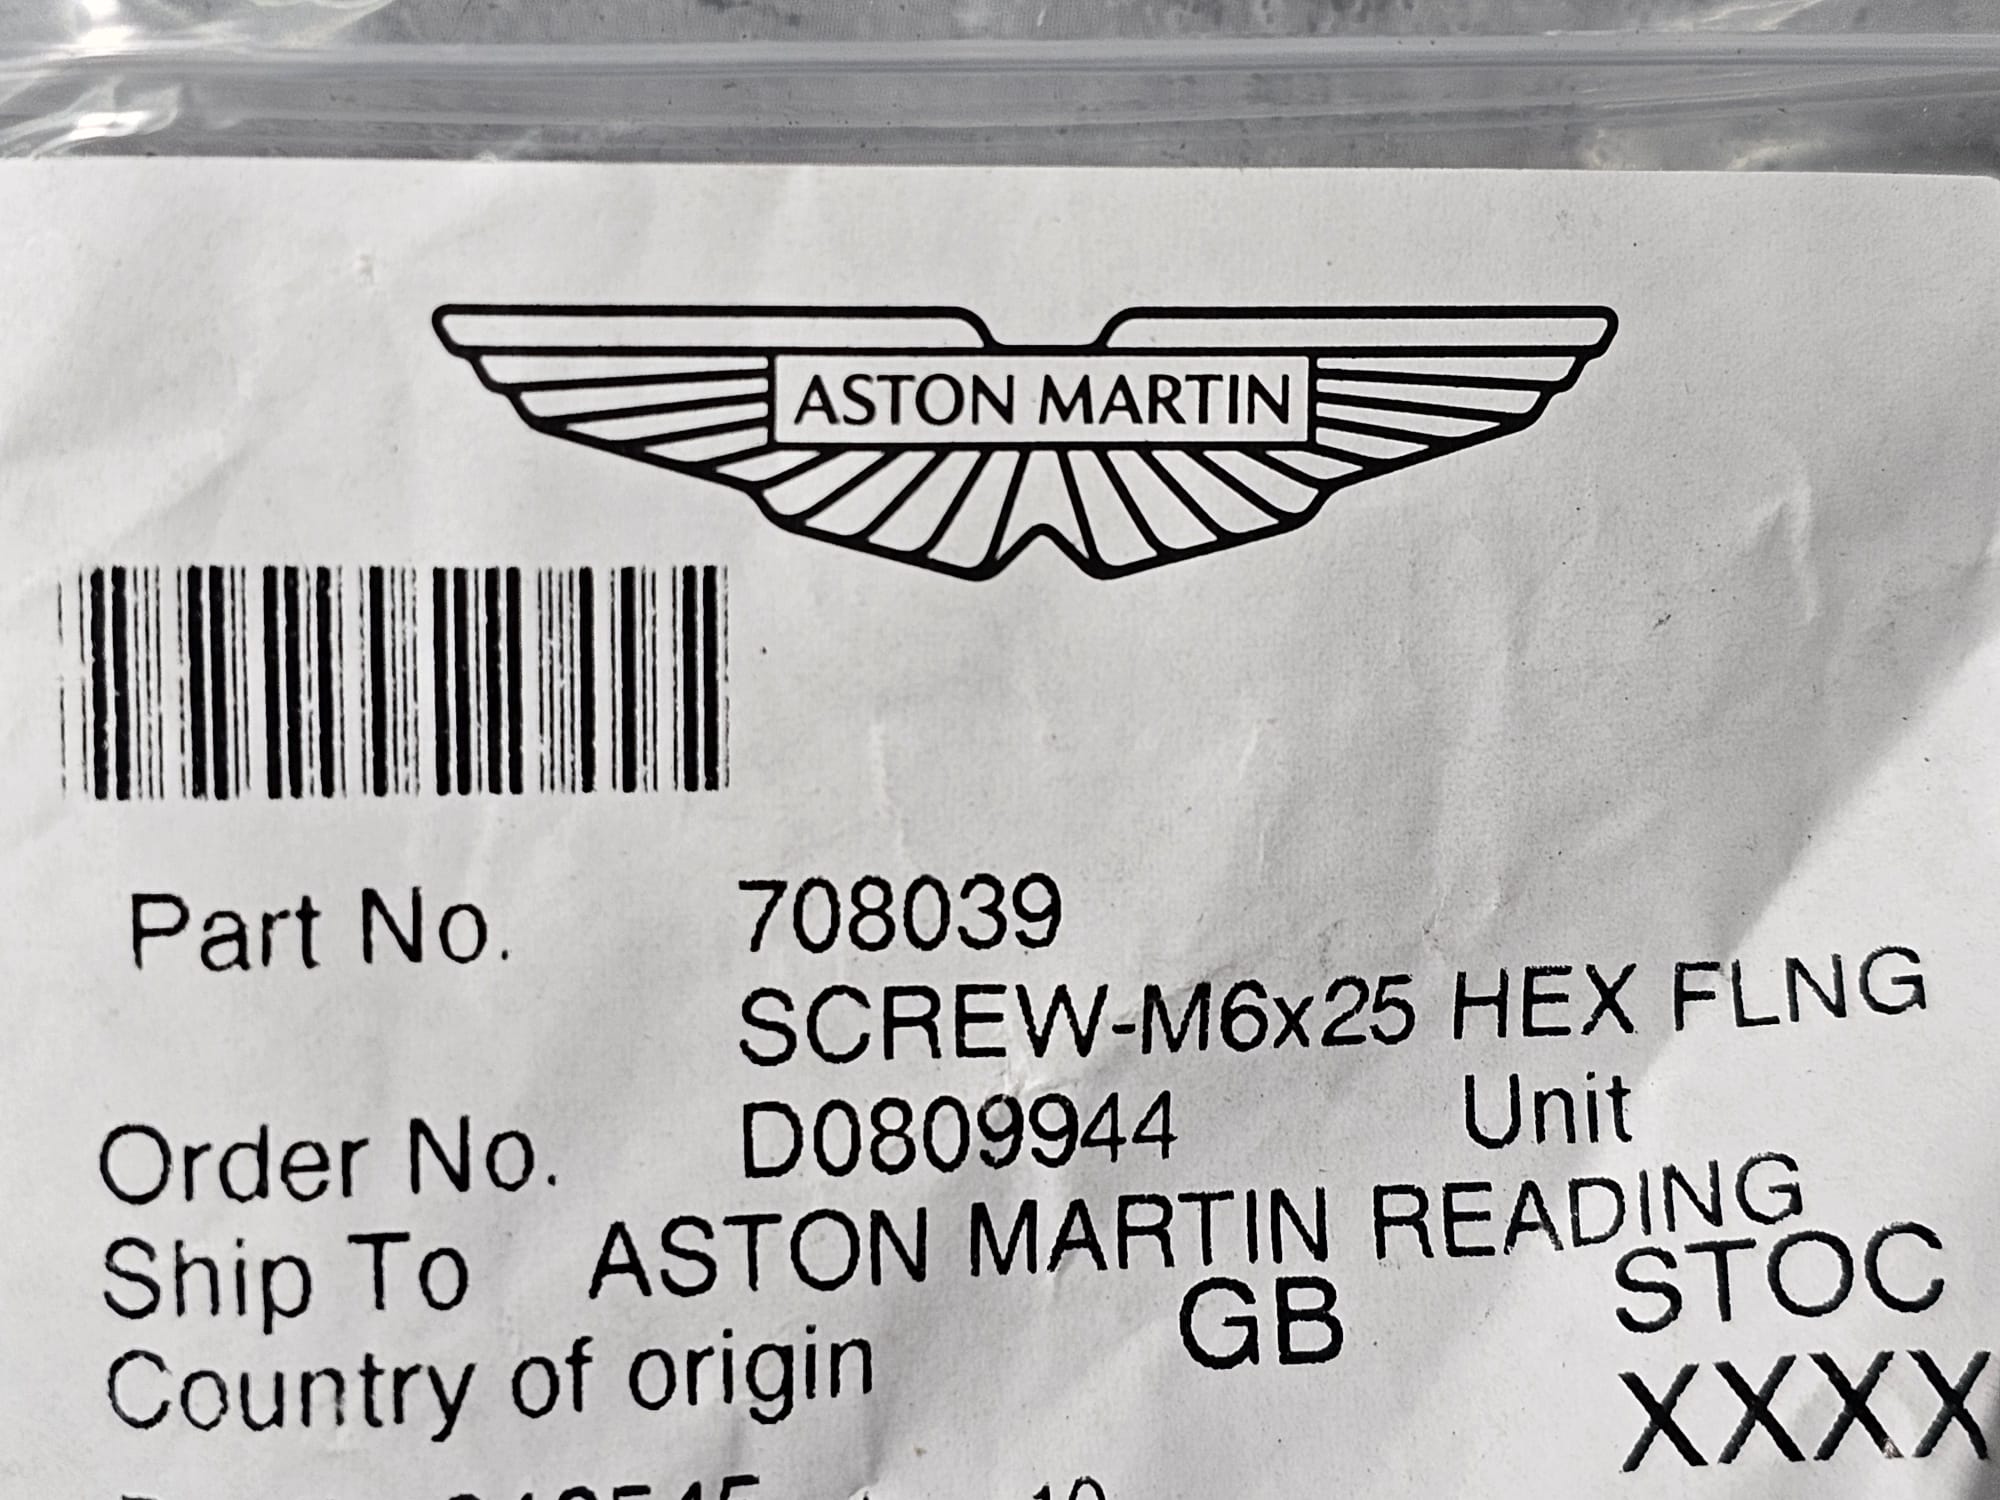 ASTON MARTIN
Part No. 708039
SCREW-M6x25 HEX FLNG
Order No. D0809944 Unit
Ship To ASTON MARTIN READING
STOC
Country of origin GB
XXXX